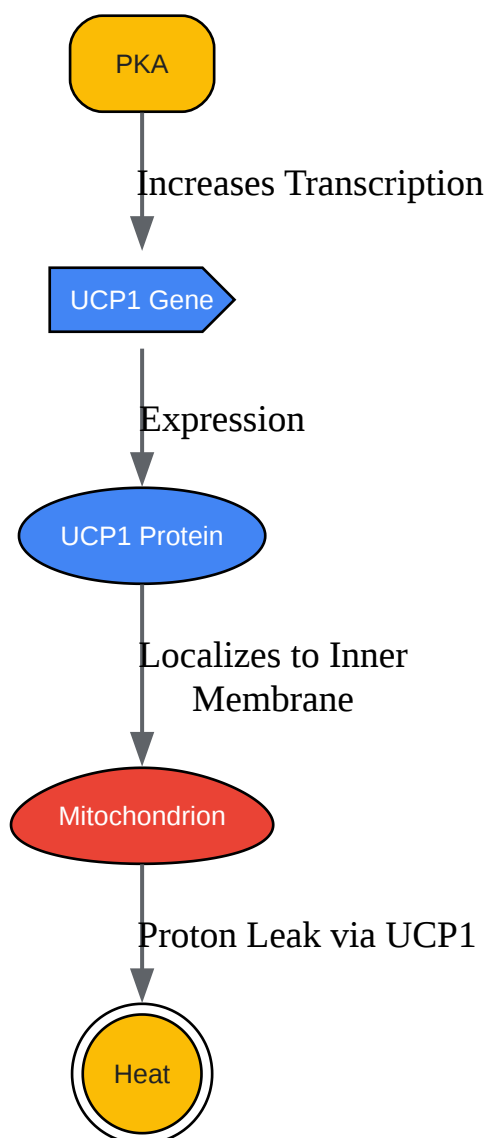 PKA
Increases Transcription
UCP1 Gene
Expression
UCP1 Protein
Localizes to Inner
Membrane
Mitochondrion
Proton Leak via UCP1
Heat